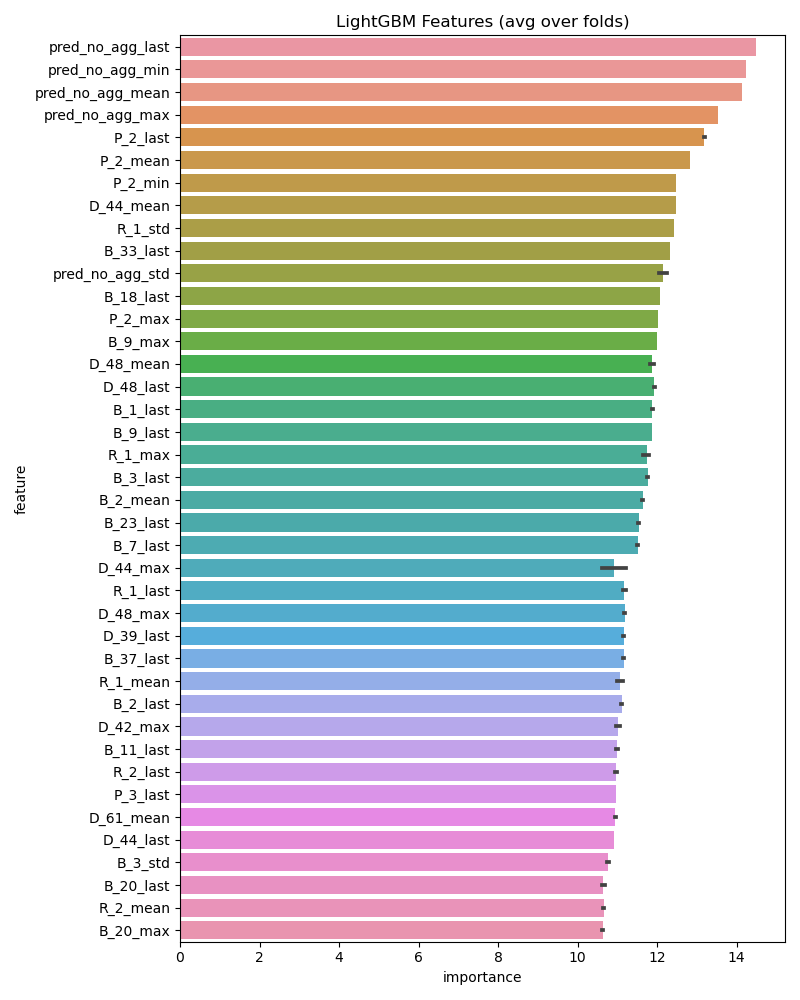 LightGBM Features (avg over folds)
pred_no_agg_last
pred_no_agg_min
pred_no_agg_mean
pred_no_agg_max
P_2_last
P_2_mean
P_2_min
D_44_mean
R_1_std
B_33_last
pred_no_agg_std
B_18_last
P_2_max
B_9_max
D_48_mean
D_48_last
B_1_last
B_9_last
R_1_max
B_3_last
B_2_mean
B_23_last
B_7_last
D_44_max
R_1_last
D_48_max
D_39_last
B_37_last
R_1_mean
B_2_last
D_42_max
B_11_last
R_2_last
P_3_last
D_61_mean
D_44_last
B_3_std
B_20_last
R_2_mean
B_20_max
feature
0 2 4 6 8 10 12 14
importance